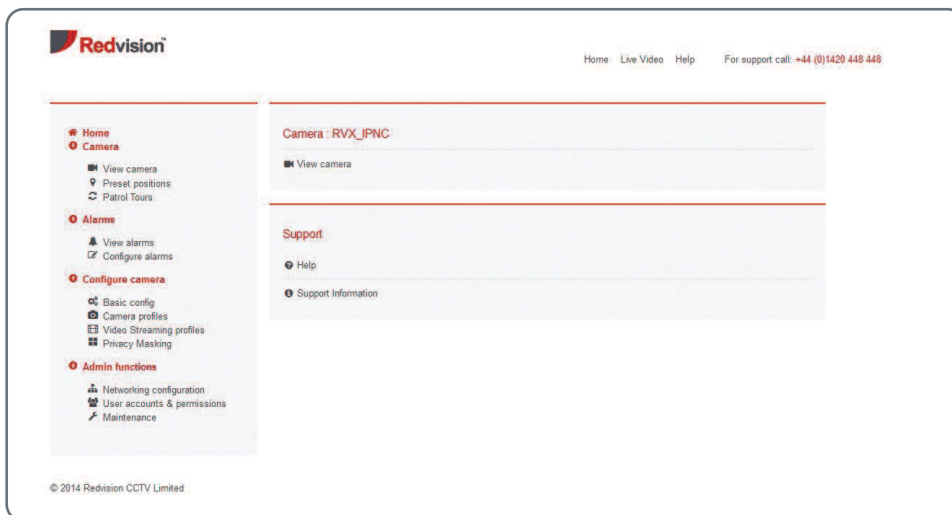 Redvision™
Home Live Video Help For support call: +44 (0)1420 448 448
Home
Camera
View camera
Preset positions
Patrol Tours
Alarms
View alarms
Configure alarms
Configure camera
Basic config
Camera profiles
Video Streaming profiles
Privacy Masking
Admin functions
Networking configuration
User accounts & permissions
Maintenance
Camera : RVX_IPNC
View camera
Support
Help
Support Information
© 2014 Redvision CCTV Limited